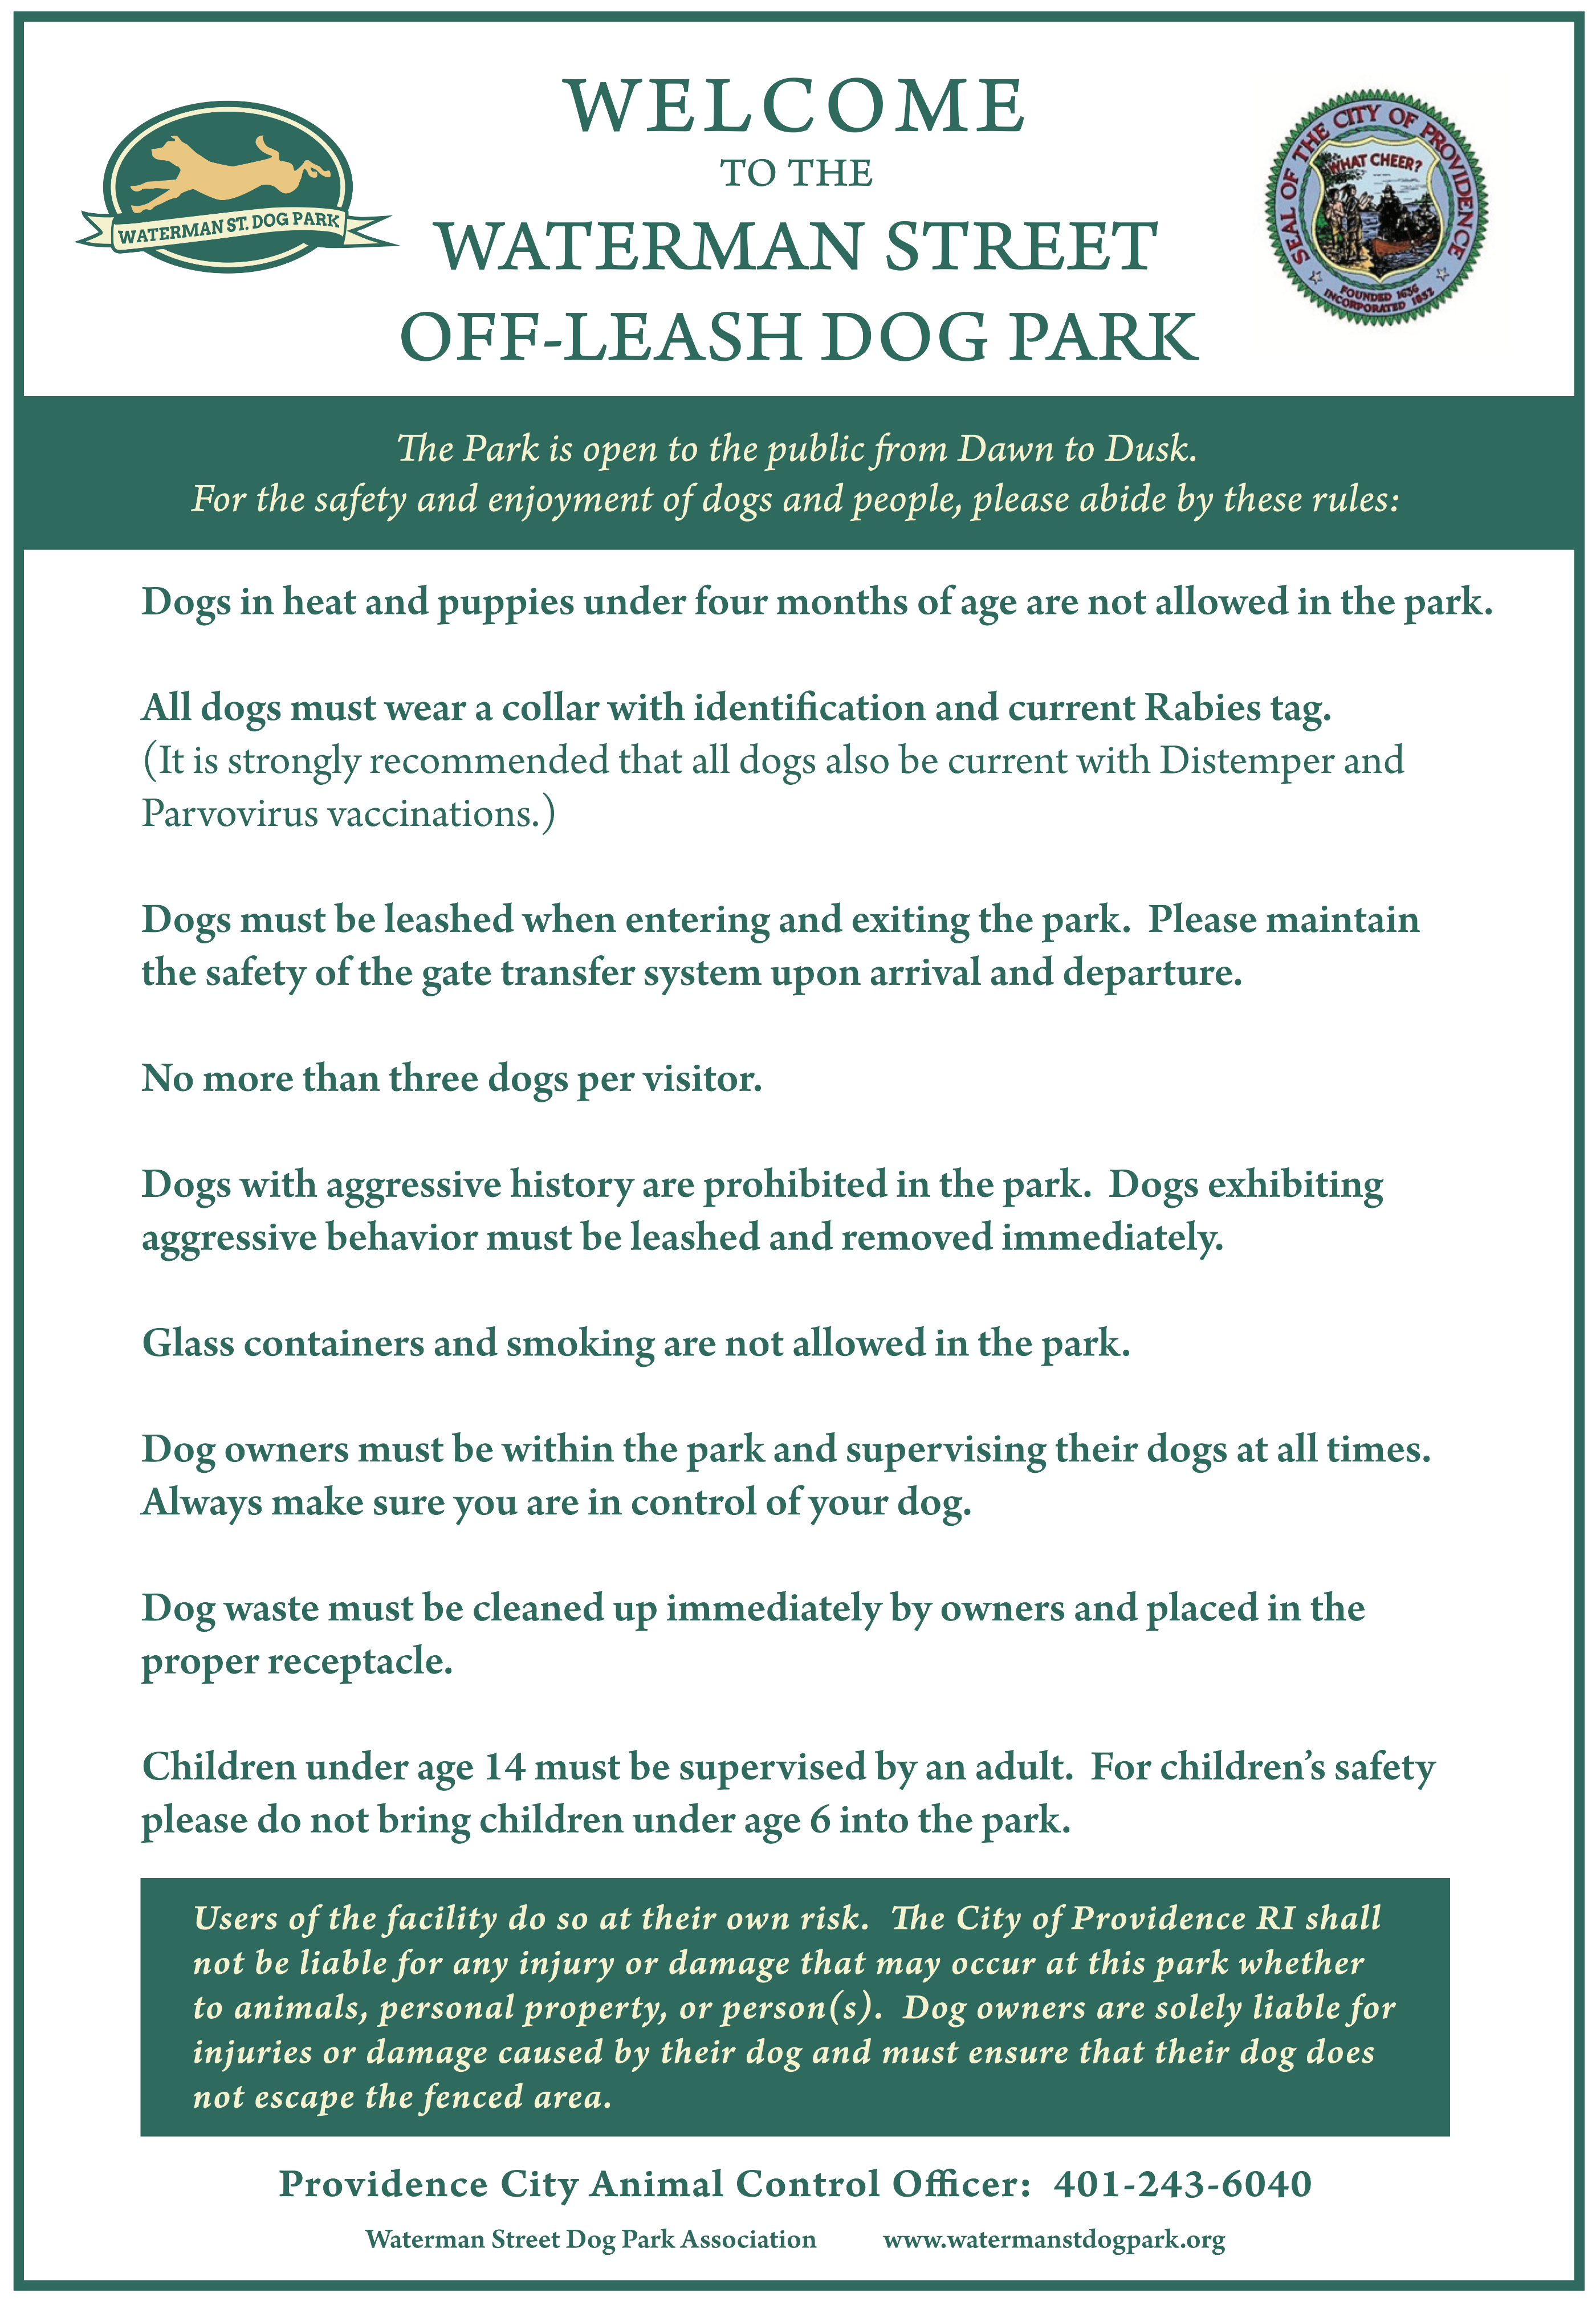 WELCOME
TO THE
WATERMAN STREET
OFF-LEASH DOG PARK
WATERMAN ST. DOG PARK
SEAL OF THE CITY OF PROVIDENCE
WHAT CHEER?
FOUNDED 1636
INCORPORATED 1832
The Park is open to the public from Dawn to Dusk.
For the safety and enjoyment of dogs and people, please abide by these rules:
Dogs in heat and puppies under four months of age are not allowed in the park.
All dogs must wear a collar with identification and current Rabies tag.
(It is strongly recommended that all dogs also be current with Distemper and
Parvovirus vaccinations.)
Dogs must be leashed when entering and exiting the park.  Please maintain
the safety of the gate transfer system upon arrival and departure.
No more than three dogs per visitor.
Dogs with aggressive history are prohibited in the park.  Dogs exhibiting
aggressive behavior must be leashed and removed immediately.
Glass containers and smoking are not allowed in the park.
Dog owners must be within the park and supervising their dogs at all times.
Always make sure you are in control of your dog.
Dog waste must be cleaned up immediately by owners and placed in the
proper receptacle.
Children under age 14 must be supervised by an adult.  For children’s safety
please do not bring children under age 6 into the park.
Users of the facility do so at their own risk.  The City of Providence RI shall
not be liable for any injury or damage that may occur at this park whether
to animals, personal property, or person(s).  Dog owners are solely liable for
injuries or damage caused by their dog and must ensure that their dog does
not escape the fenced area.
Providence City Animal Control Officer:  401-243-6040
Waterman Street Dog Park Association www.watermanstdogpark.org